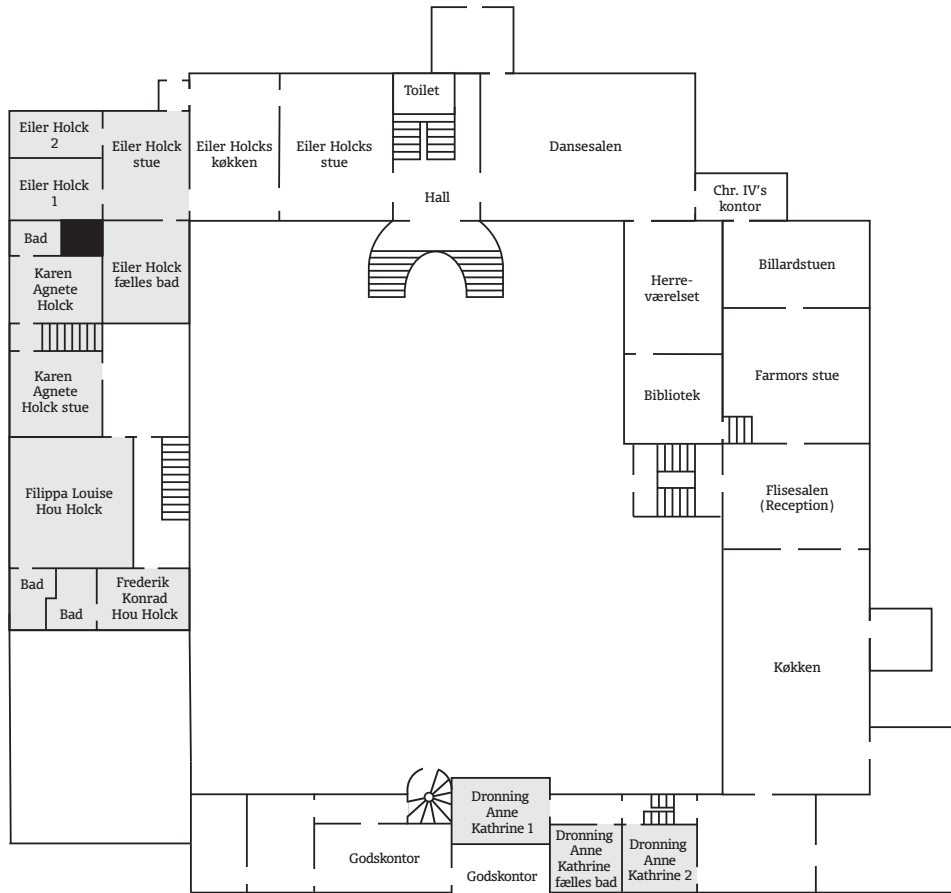 Toilet
Eiler Holck
2
Eiler Holck
stue
Eiler Holcks
køkken
Eiler Holcks
stue
Dansesalen
Eiler Holck
1
Hall
Chr. IV's
kontor
Bad
Eiler Holck
fælles bad
Karen
Agnete
Holck
Herre-
værelset
Billardstuen
Karen
Agnete
Holck stue
Bibliotek
Farmors stue
Filippa Louise
Hou Holck
Flisesalen
(Reception)
Bad
Bad
Frederik
Konrad
Hou Holck
Køkken
Dronning
Anne
Kathrine 1
Godskontor
Godskontor
Dronning
Anne
Kathrine
fælles bad
Dronning
Anne
Kathrine 2